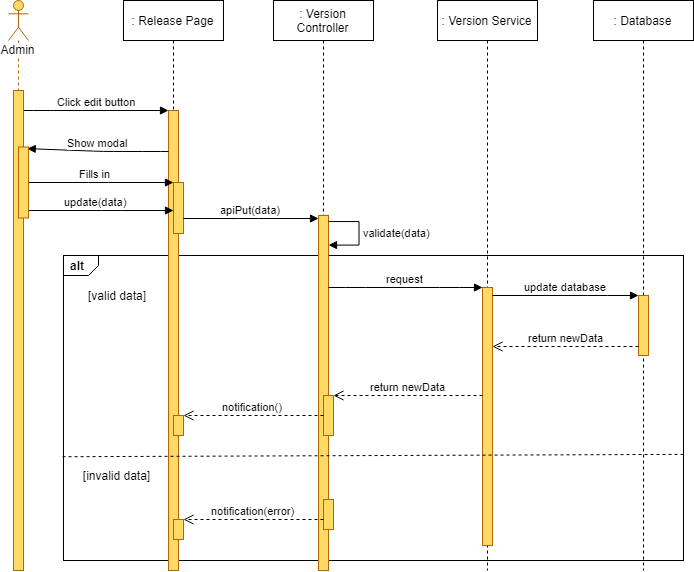 : Release Page
: Version
Controller
: Version Service
: Database
Admin
Click edit button
Show modal
Fills in
update(data)
apiPut(data)
validate(data)
alt
request
[valid data]
update database
return newData
return newData
notification()
[invalid data]
notification(error)